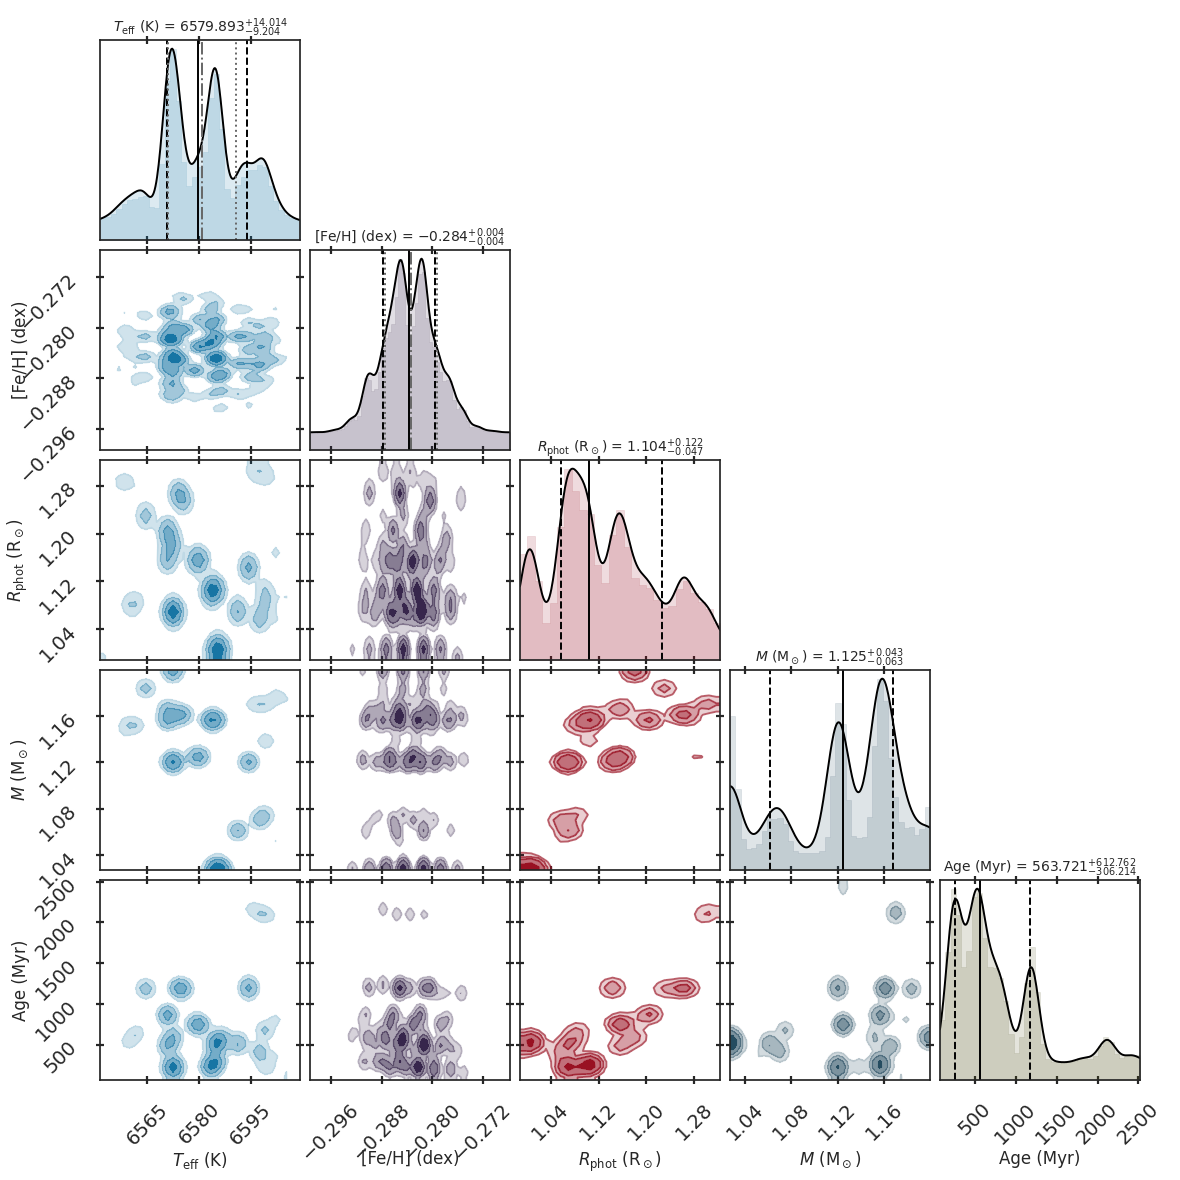 T_eff (K) = 6579.893 +14.014 −9.204
[Fe/H] (dex) = −0.284 +0.004 −0.004
[Fe/H] (dex)
−0.272
−0.280
−0.288
−0.296
R_phot (R_⊙) = 1.104 +0.122 −0.047
R_phot (R_⊙)
1.28
1.20
1.12
1.04
M (M_⊙) = 1.125 +0.043 −0.063
M (M_⊙)
1.16
1.12
1.08
1.04
Age (Myr) = 563.721 +612.762 −306.214
Age (Myr)
2500
2000
1500
1000
500
6565 6580 6595
−0.296 −0.288 −0.280 −0.272
1.04 1.12 1.20 1.28
1.04 1.08 1.12 1.16
500 1000 1500 2000 2500
T_eff (K)
[Fe/H] (dex)
R_phot (R_⊙)
M (M_⊙)
Age (Myr)